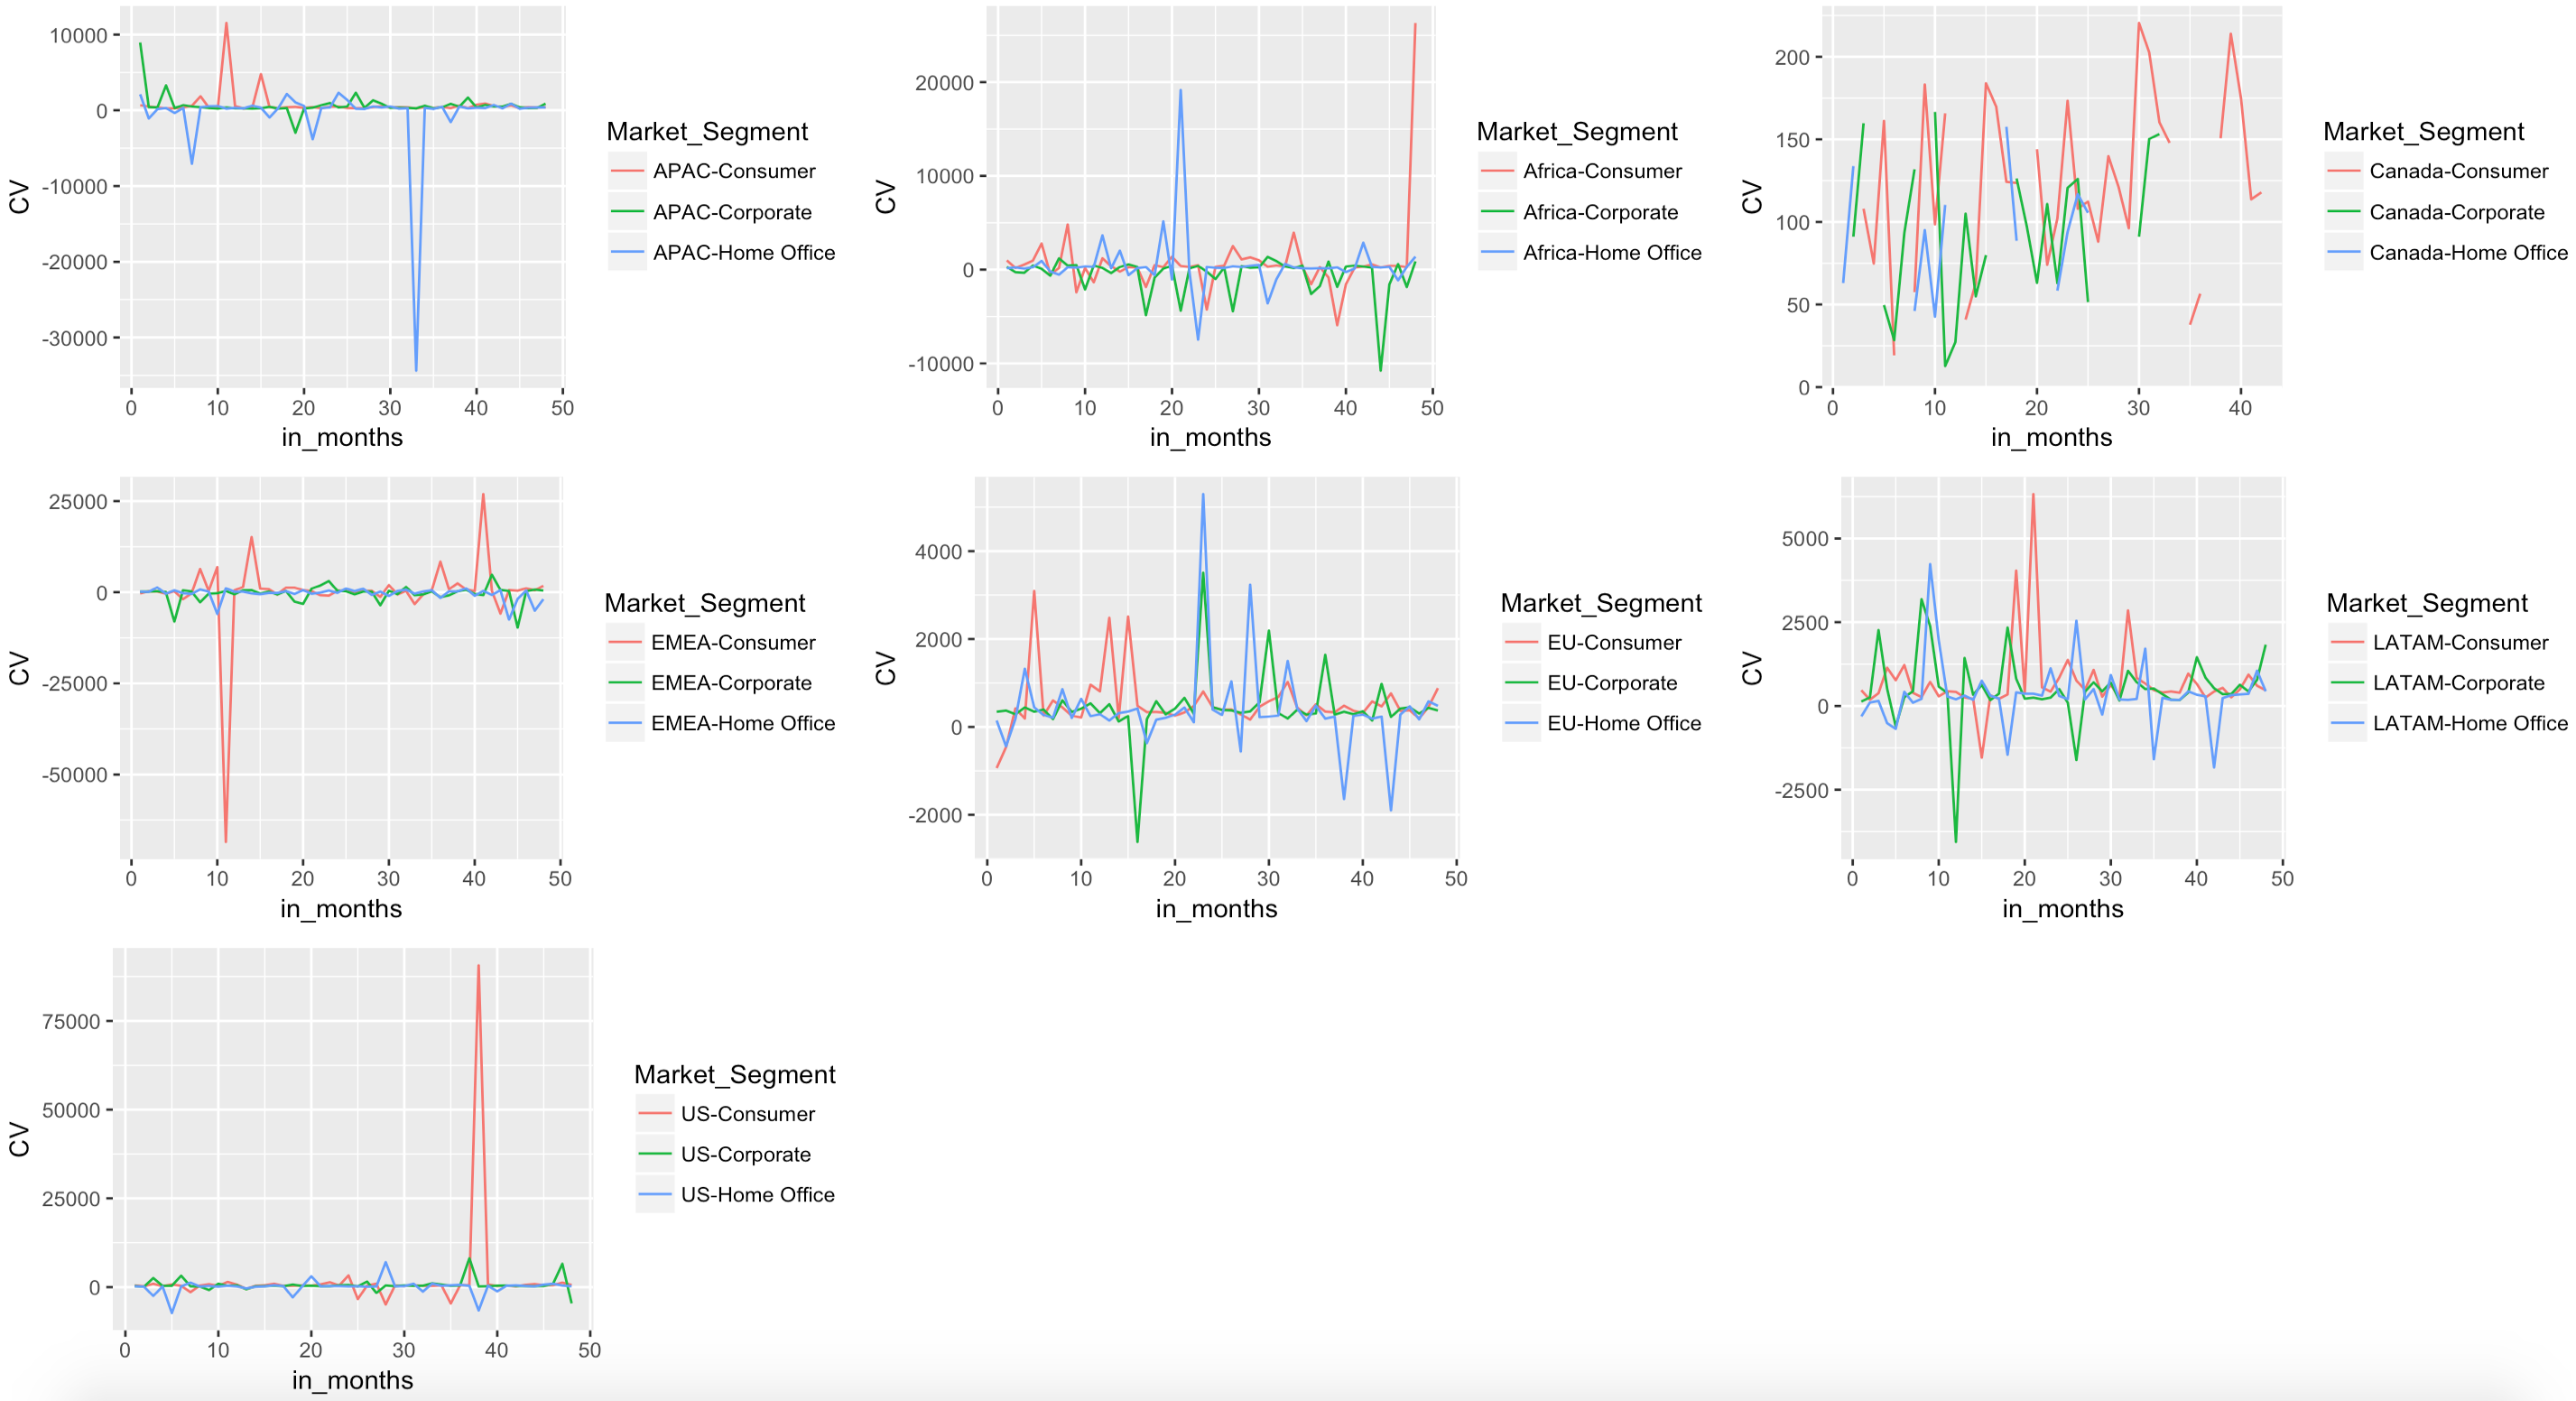 CV
10000
0
-10000
-20000
-30000
0 10 20 30 40 50
in_months
Market_Segment
APAC-Consumer
APAC-Corporate
APAC-Home Office
CV
20000
10000
0
-10000
0 10 20 30 40 50
in_months
Market_Segment
Africa-Consumer
Africa-Corporate
Africa-Home Office
CV
200
150
100
50
0
0 10 20 30 40
in_months
Market_Segment
Canada-Consumer
Canada-Corporate
Canada-Home Office
CV
25000
0
-25000
-50000
0 10 20 30 40 50
in_months
Market_Segment
EMEA-Consumer
EMEA-Corporate
EMEA-Home Office
CV
4000
2000
0
-2000
0 10 20 30 40 50
in_months
Market_Segment
EU-Consumer
EU-Corporate
EU-Home Office
CV
5000
2500
0
-2500
0 10 20 30 40 50
in_months
Market_Segment
LATAM-Consumer
LATAM-Corporate
LATAM-Home Office
CV
75000
50000
25000
0
0 10 20 30 40 50
in_months
Market_Segment
US-Consumer
US-Corporate
US-Home Office